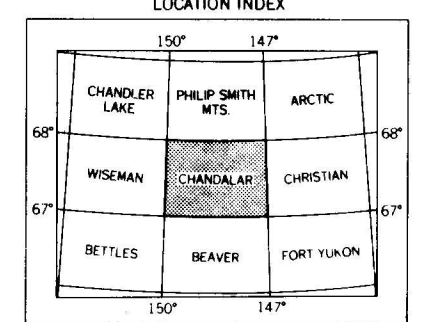 LOCATION INDEX
150° 147°
CHANDLER LAKE
PHILIP SMITH MTS.
ARCTIC
68° 68°
WISEMAN CHANDALAR CHRISTIAN
67° 67°
BETTLES BEAVER FORT YUKON
150° 147°